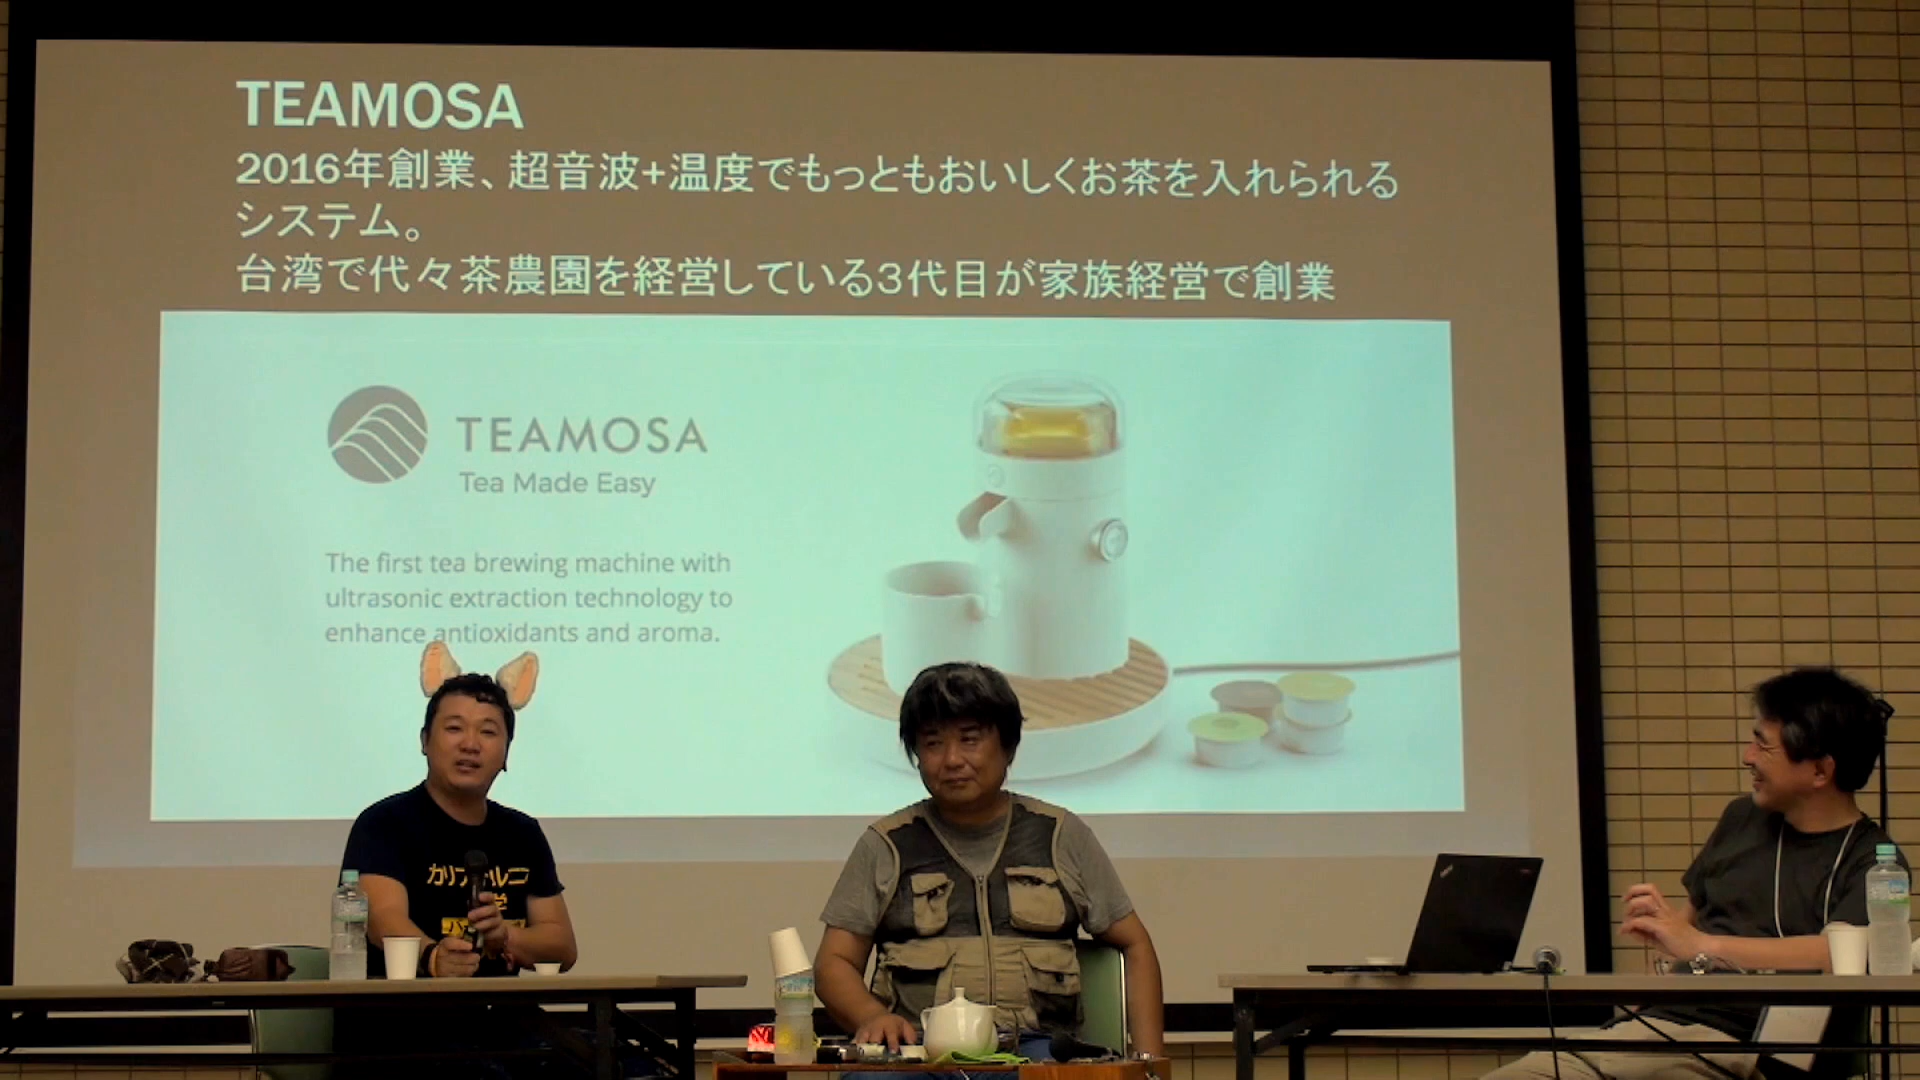 TEAMOSA
2016年創業、超音波+温度でもっともおいしくお茶を入れられる
システム。
台湾で代々茶農園を経営している3代目が家族経営で創業
TEAMOSA
Tea Made Easy
The first tea brewing machine with
ultrasonic extraction technology to
enhance antioxidants and aroma.